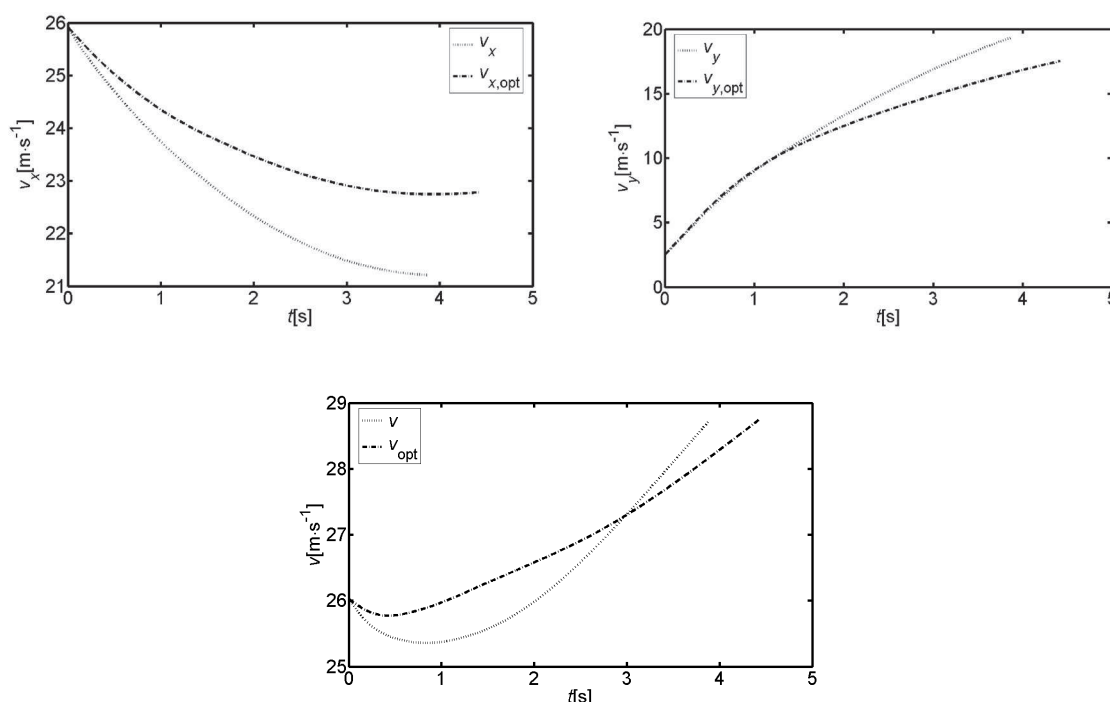 26
25
24
23
22
21
v_x[m·s⁻¹]
v_x
v_x,opt
0 1 2 3 4 5
t[s]
20
15
10
5
0
v_y[m·s⁻¹]
v_y
v_y,opt
0 1 2 3 4 5
t[s]
29
28
27
26
25
v[m·s⁻¹]
v
v_opt
0 1 2 3 4 5
t[s]